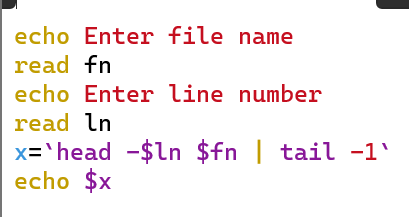 echo Enter file name
read fn
echo Enter line number
read ln
x=`head -$ln $fn | tail -1`
echo $x